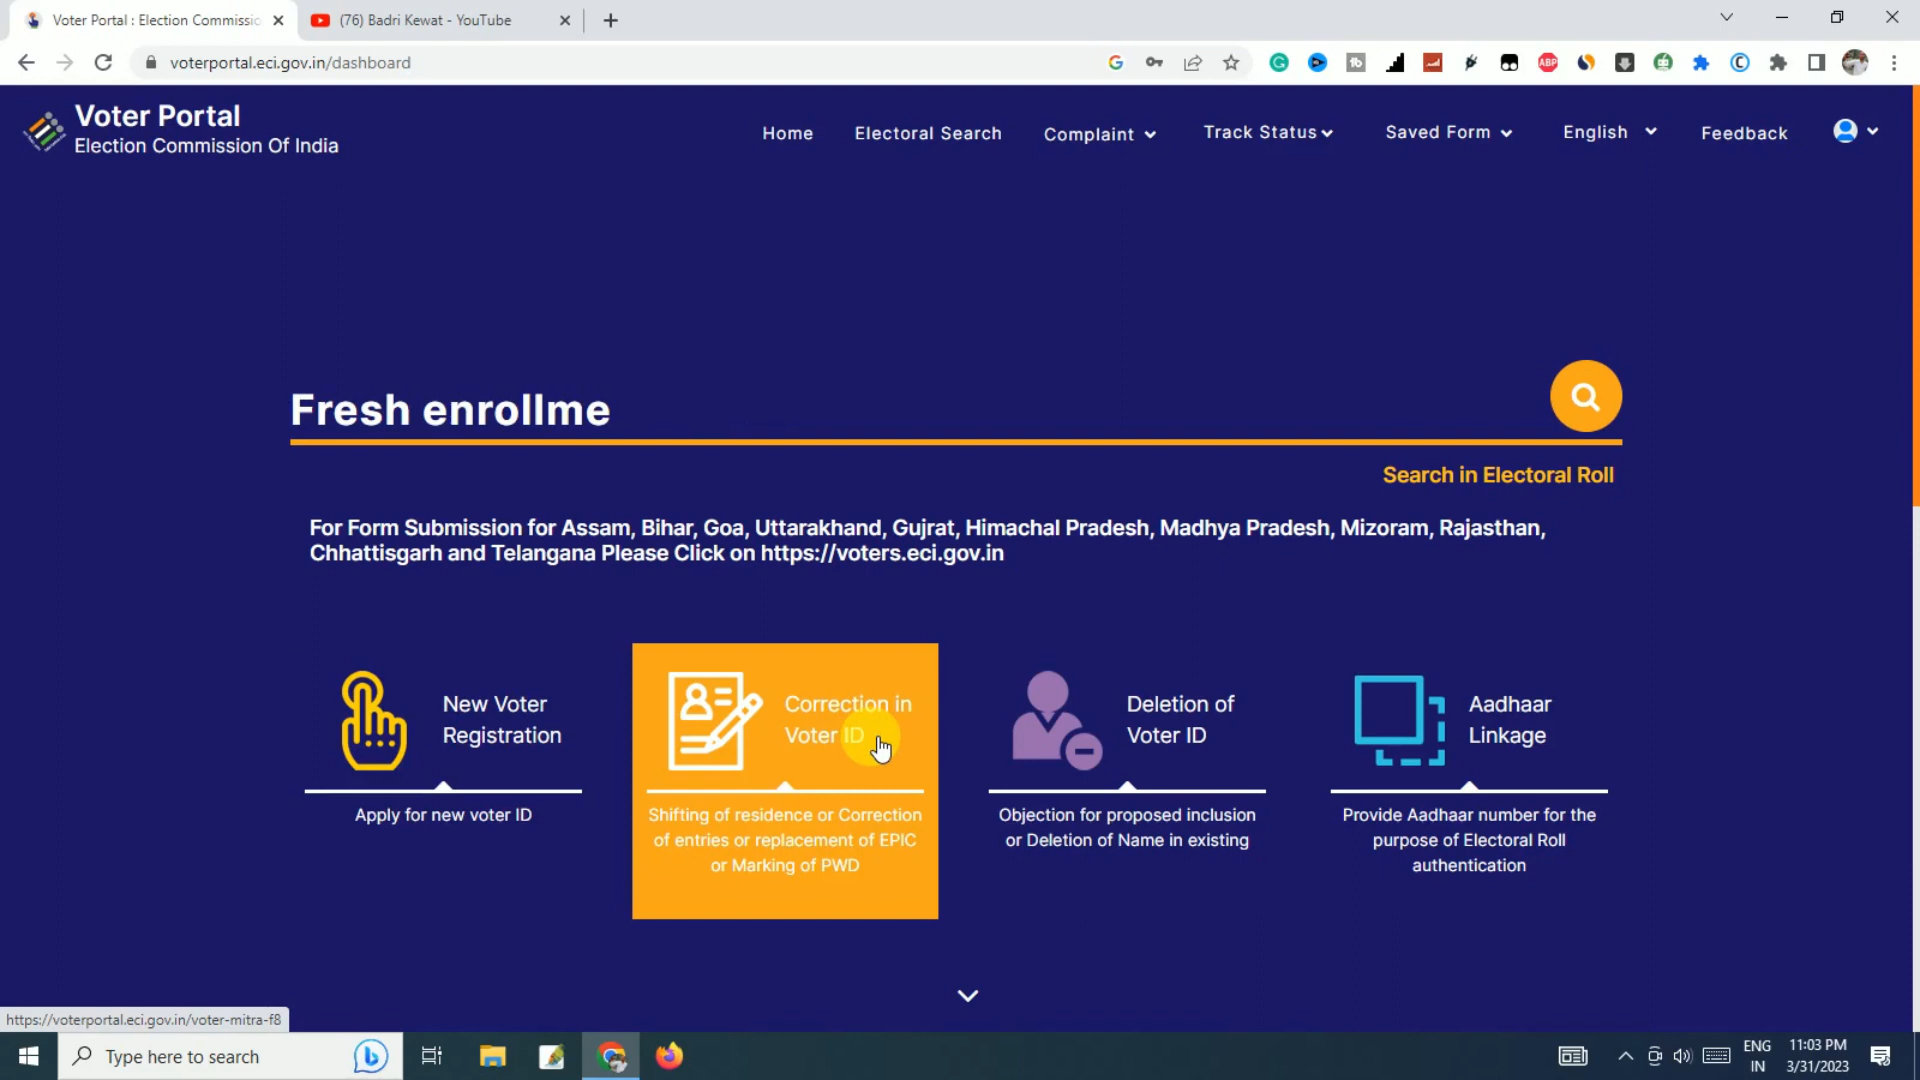 Voter Portal : Election Commissio
(76) Badri Kewat - YouTube
voterportal.eci.gov.in/dashboard
Voter Portal
Election Commission Of India
Home
Electoral Search
Complaint
Track Status
Saved Form
English
Feedback
Fresh enrollme
Search in Electoral Roll
For Form Submission for Assam, Bihar, Goa, Uttarakhand, Gujrat, Himachal Pradesh, Madhya Pradesh, Mizoram, Rajasthan,
Chhattisgarh and Telangana Please Click on https://voters.eci.gov.in
New Voter
Registration
Apply for new voter ID
Correction in
Voter ID
Shifting of residence or Correction
of entries or replacement of EPIC
or Marking of PWD
Deletion of
Voter ID
Objection for proposed inclusion
or Deletion of Name in existing
Aadhaar
Linkage
Provide Aadhaar number for the
purpose of Electoral Roll
authentication
https://voterportal.eci.gov.in/voter-mitra-f8
Type here to search
ENG
IN
11:03 PM
3/31/2023
ABP